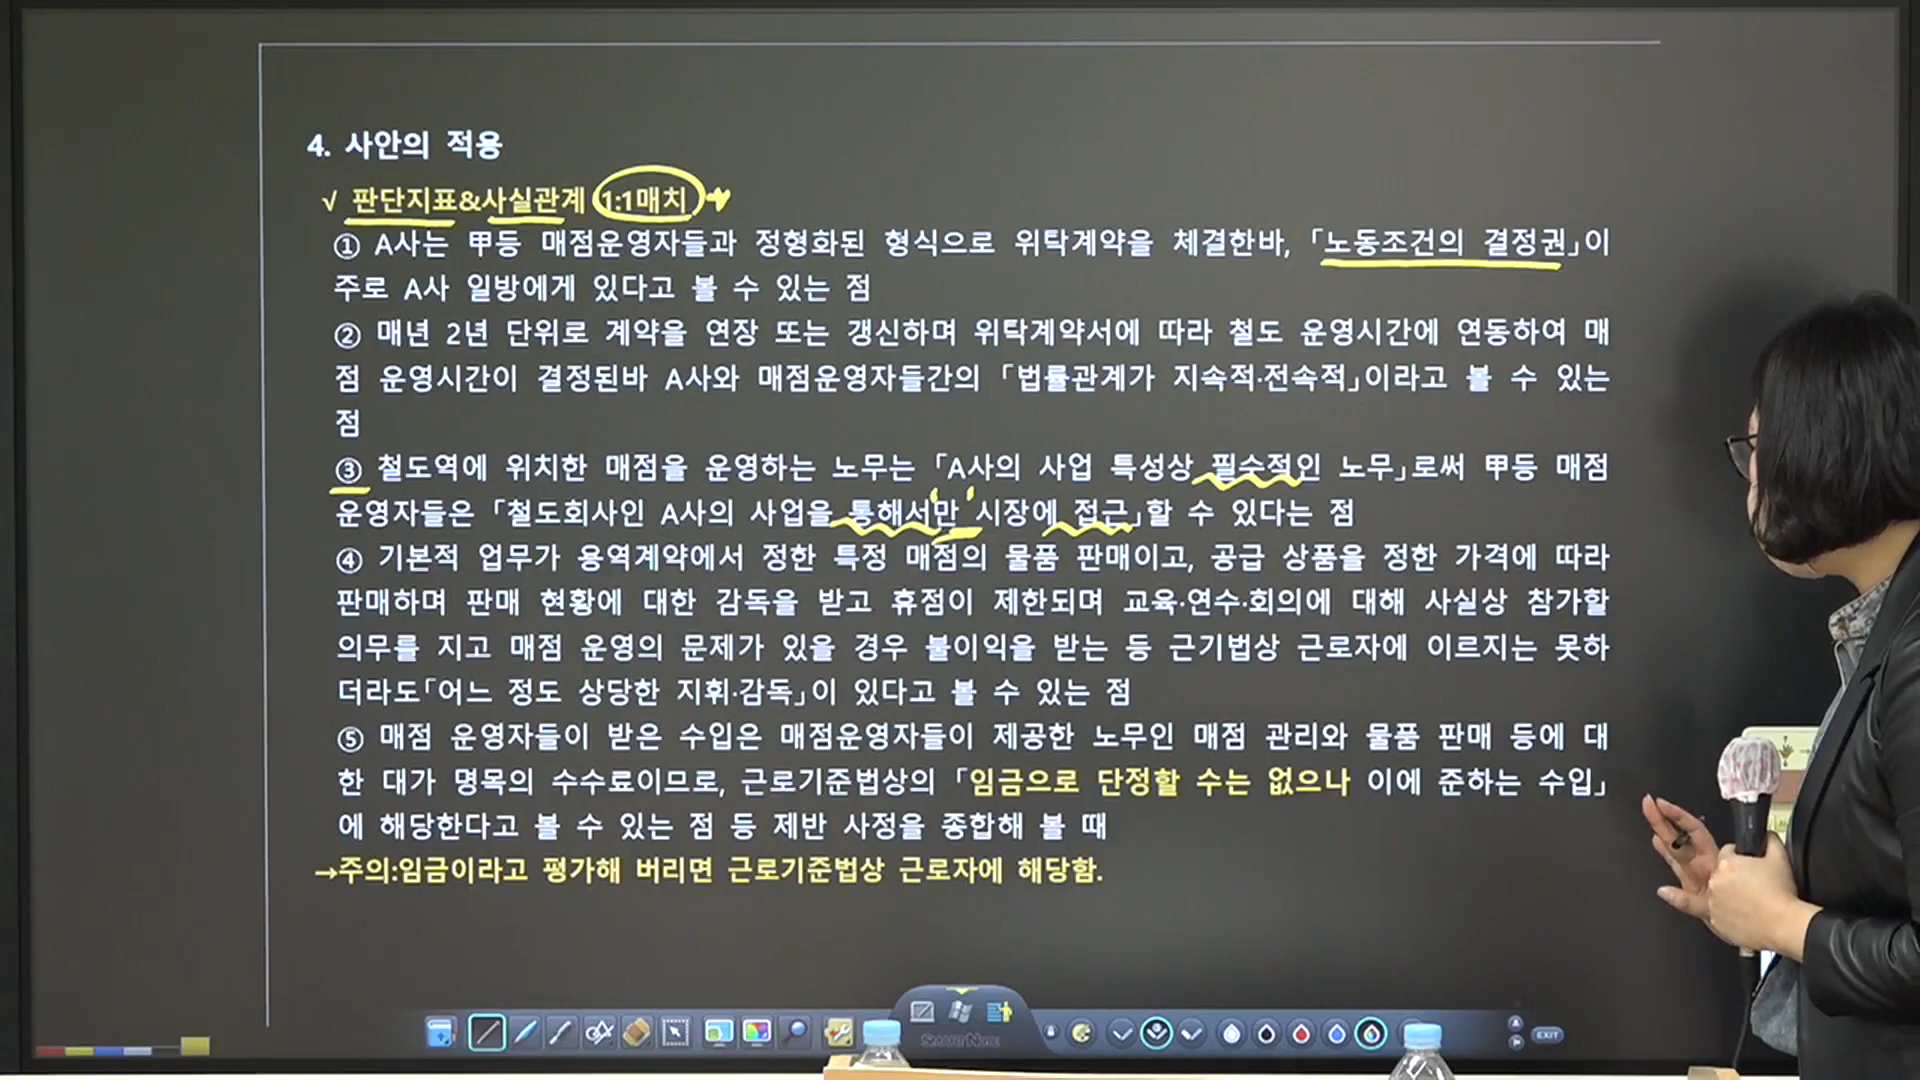 4. 사안의 적용
√ 판단지표&사실관계 1:1매치
① A사는 甲등 매점운영자들과 정형화된 형식으로 위탁계약을 체결한바, 「노동조건의 결정권」이
주로 A사 일방에게 있다고 볼 수 있는 점
② 매년 2년 단위로 계약을 연장 또는 갱신하며 위탁계약서에 따라 철도 운영시간에 연동하여 매
점 운영시간이 결정된바 A사와 매점운영자들간의 「법률관계가 지속적·전속적」이라고 볼 수 있는
점
③ 철도역에 위치한 매점을 운영하는 노무는 「A사의 사업 특성상 필수적인 노무」로써 甲등 매점
운영자들은 「철도회사인 A사의 사업을 통해서만 시장에 접근」할 수 있다는 점
④ 기본적 업무가 용역계약에서 정한 특정 매점의 물품 판매이고, 공급 상품을 정한 가격에 따라
판매하며 판매 현황에 대한 감독을 받고 휴점이 제한되며 교육·연수·회의에 대해 사실상 참가할
의무를 지고 매점 운영의 문제가 있을 경우 불이익을 받는 등 근기법상 근로자에 이르지는 못하
더라도「어느 정도 상당한 지휘·감독」이 있다고 볼 수 있는 점
⑤ 매점 운영자들이 받은 수입은 매점운영자들이 제공한 노무인 매점 관리와 물품 판매 등에 대
한 대가 명목의 수수료이므로, 근로기준법상의 「임금으로 단정할 수는 없으나 이에 준하는 수입」
에 해당한다고 볼 수 있는 점 등 제반 사정을 종합해 볼 때
→주의:임금이라고 평가해 버리면 근로기준법상 근로자에 해당함.
EXIT